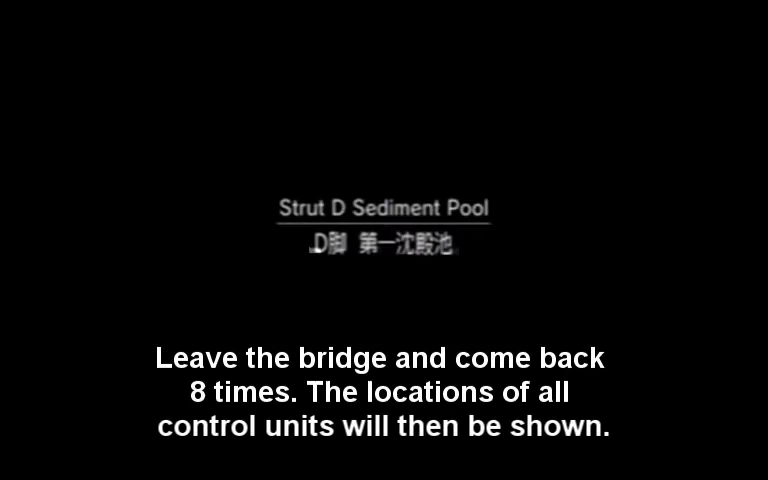 Strut D Sediment Pool
D脚 第一沈殿池
Leave the bridge and come back
8 times. The locations of all
control units will then be shown.